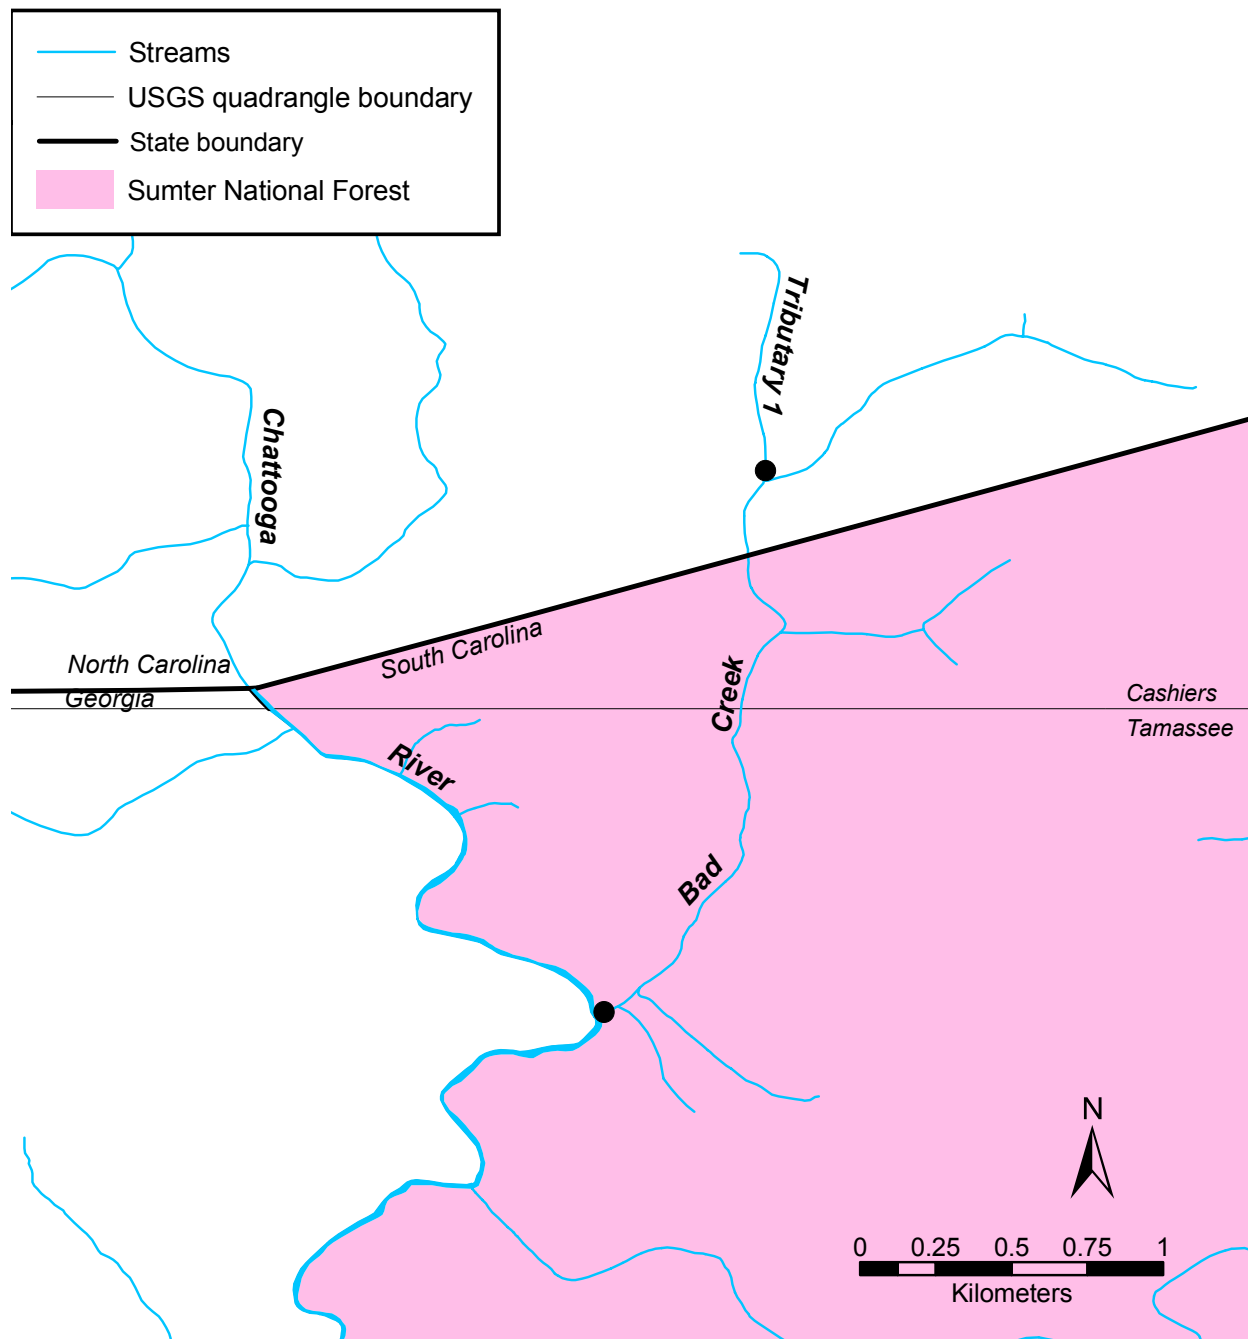 Streams
USGS quadrangle boundary
State boundary
Sumter National Forest
Tributary 1
Chattooga
North Carolina
South Carolina
Georgia
Creek
Cashiers
Tamassee
River
Bad
N
0 0.25 0.5 0.75 1
Kilometers